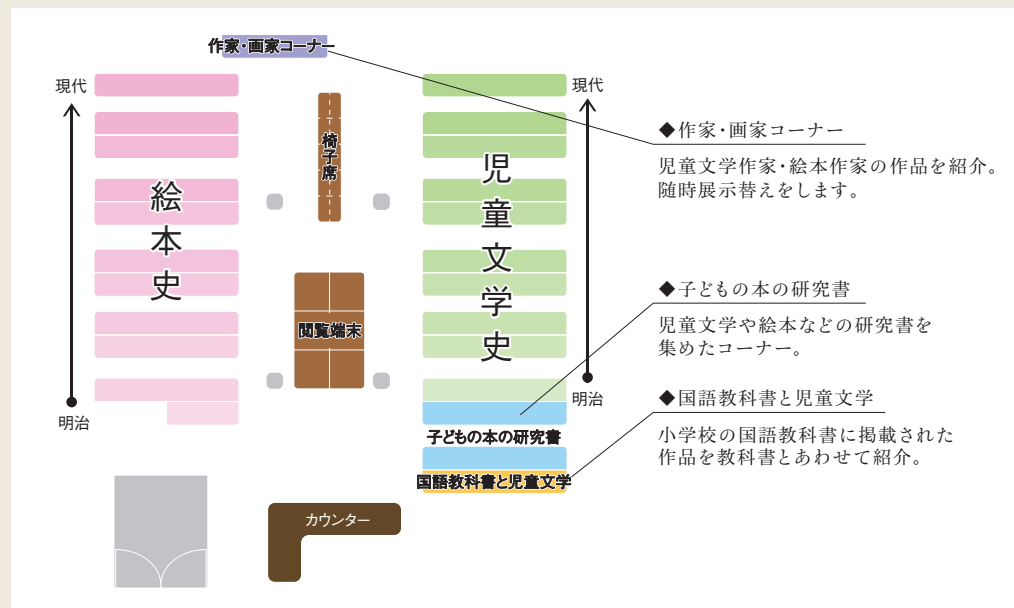 作家・画家コーナー
現代
絵本史
明治
椅子席
閲覧端末
現代
児童文学史
明治
子どもの本の研究書
国語教科書と児童文学
カウンター
◆作家・画家コーナー
児童文学作家・絵本作家の作品を紹介。
随時展示替えをします。
◆子どもの本の研究書
児童文学や絵本などの研究書を
集めたコーナー。
◆国語教科書と児童文学
小学校の国語教科書に掲載された
作品を教科書とあわせて紹介。